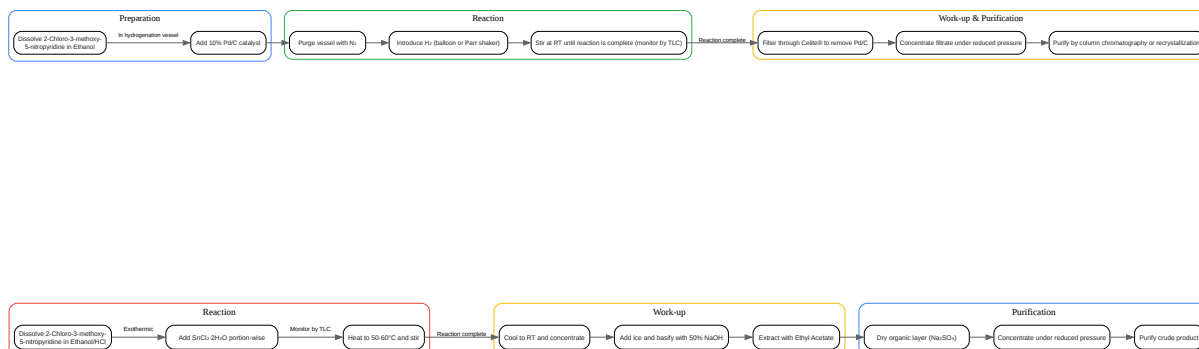 Preparation
Dissolve 2-Chloro-3-methoxy-
5-nitropyridine in Ethanol
In hydrogenation vessel
Add 10% Pd/C catalyst
Reaction
Purge vessel with N₂
Introduce H₂ (balloon or Parr shaker)
Stir at RT until reaction is complete (monitor by TLC)
Reaction complete
Work-up & Purification
Filter through Celite® to remove Pd/C
Concentrate filtrate under reduced pressure
Purify by column chromatography or recrystallization
Reaction
Dissolve 2-Chloro-3-methoxy-
5-nitropyridine in Ethanol/HCl
Exothermic
Add SnCl₂·2H₂O portion-wise
Monitor by TLC
Heat to 50-60°C and stir
Reaction complete
Work-up
Cool to RT and concentrate
Add ice and basify with 50% NaOH
Extract with Ethyl Acetate
Purification
Dry organic layer (Na₂SO₄)
Concentrate under reduced pressure
Purify crude produc